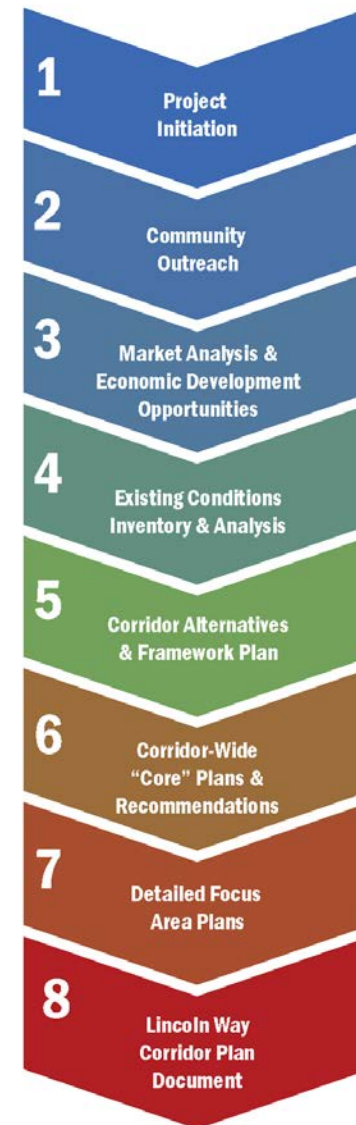 1
Project
Initiation
2
Community
Outreach
3
Market Analysis &
Economic Development
Opportunities
4
Existing Conditions
Inventory & Analysis
5
Corridor Alternatives
& Framework Plan
6
Corridor-Wide
“Core” Plans &
Recommendations
7
Detailed Focus
Area Plans
8
Lincoln Way
Corridor Plan
Document